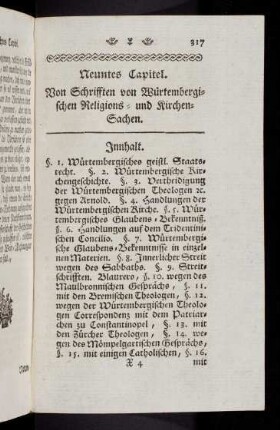 317
Neuntes Capitel.
Von Schrifften von Würtembergi-
schen Religions- und Kirchen-
Sachen.
Innhalt.
§. 1. Würtembergisches geistl. Staats-
recht. §. 2. Würtembergische Kir-
chengeschichte. §. 3. Vertheidigung
der Würtembergischen Theologen ꝛc.
gegen Arnold. §. 4. Handlungen der
Würtembergischen Kirche. §. 5. Wür-
tembergisches Glaubens-Bekenntniß.
§. 6. Handlungen auf dem Tridentini-
schen Concilio. §. 7. Würtembergi-
sche Glaubens-Bekenntnisse in einzel-
nen Materien. §. 8. Innerlicher Streit
wegen des Sabbaths. §. 9. Streit-
schrifften. Blaurero, §. 10. wegen des
Maulbronnischen Gesprächs, §. 11.
mit den Bremischen Theologen, §. 12.
wegen der Würtembergischen Theolo-
gen Correspondenz mit dem Patriar-
chen zu Constantinopel, §. 13. mit
den Zürcher Theologen, §. 14. we-
gen des Mömpelgartischen Gesprächs,
§. 15. mit einigen Catholischen, §. 16.
X 4 mit